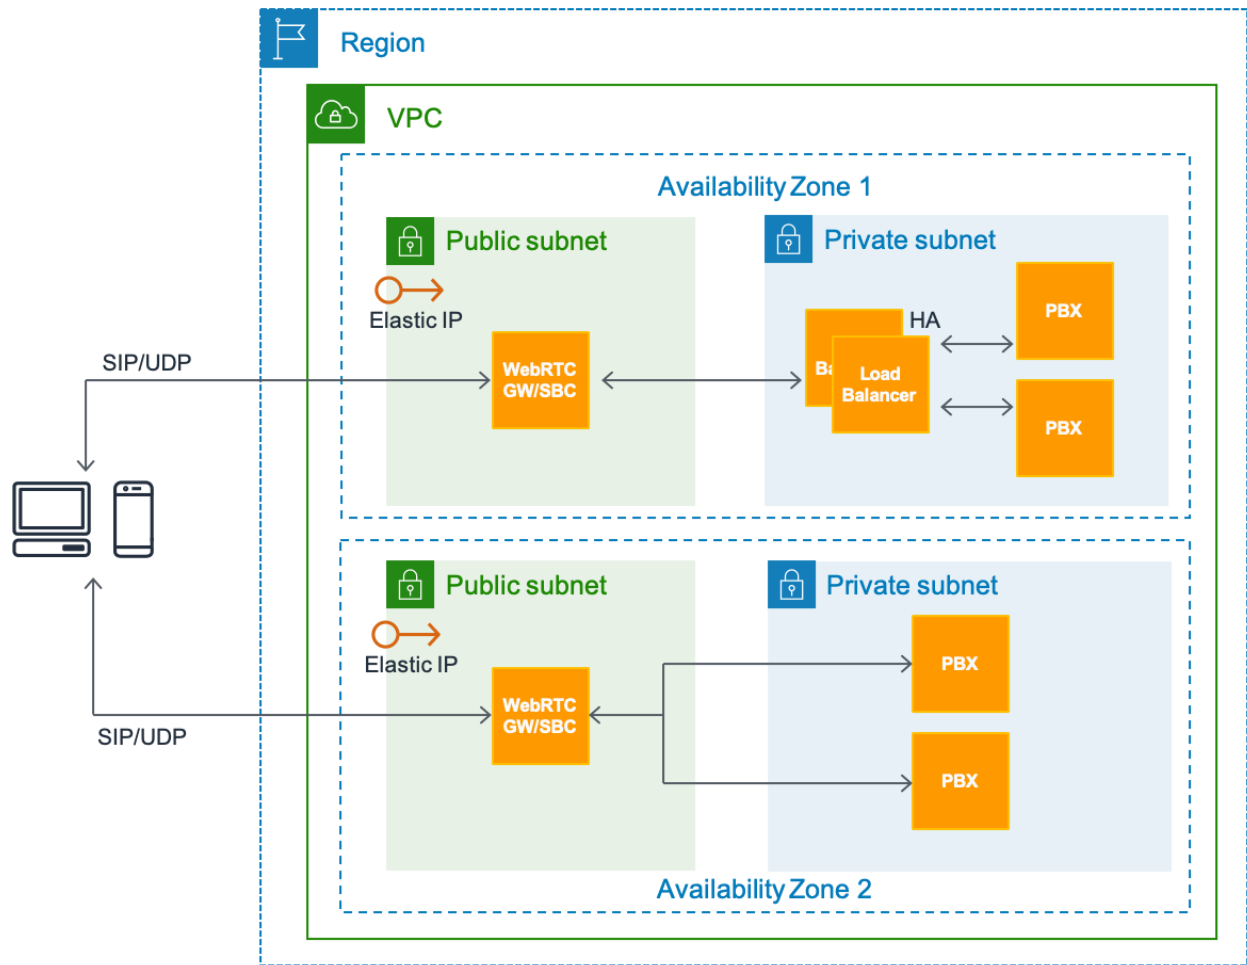 Region
VPC
Availability Zone 1
Public subnet
Private subnet
Elastic IP
HA
PBX
SIP/UDP
WebRTC
GW/SBC
Ba
Load
Balancer
PBX
Public subnet
Private subnet
Elastic IP
PBX
WebRTC
GW/SBC
SIP/UDP
PBX
Availability Zone 2